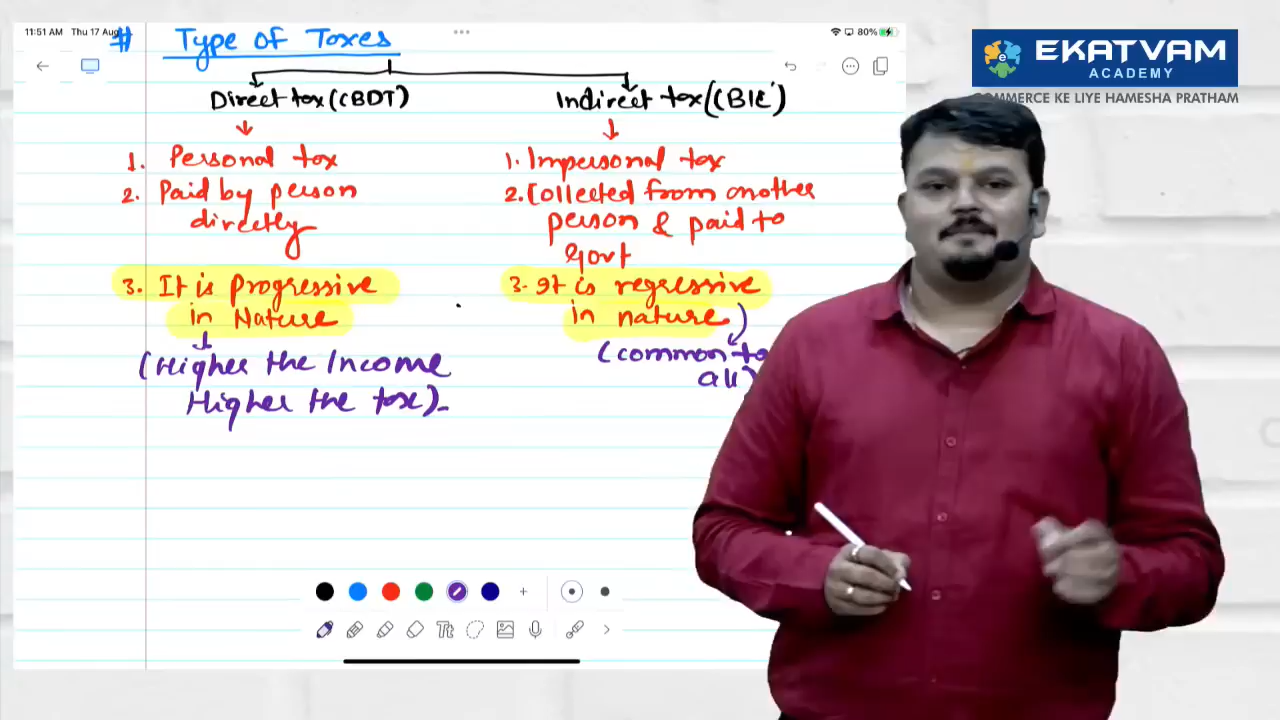 11:51 AM Thu 17 Aug
80%
# Type of Taxes
EKATVAM
ACADEMY
COMMERCE KE LIYE HAMESHA PRATHAM
Direct tax (CBDT)
Indirect tax (CBIC)
1. Personal tax
2. Paid by person
directly
3. It is progressive
in Nature
(Higher the Income
Higher the tax).
1. Impersonal tax
2. Collected from another
person & paid to
Govt
3. It is regressive
in nature
(common to
all)
Tt